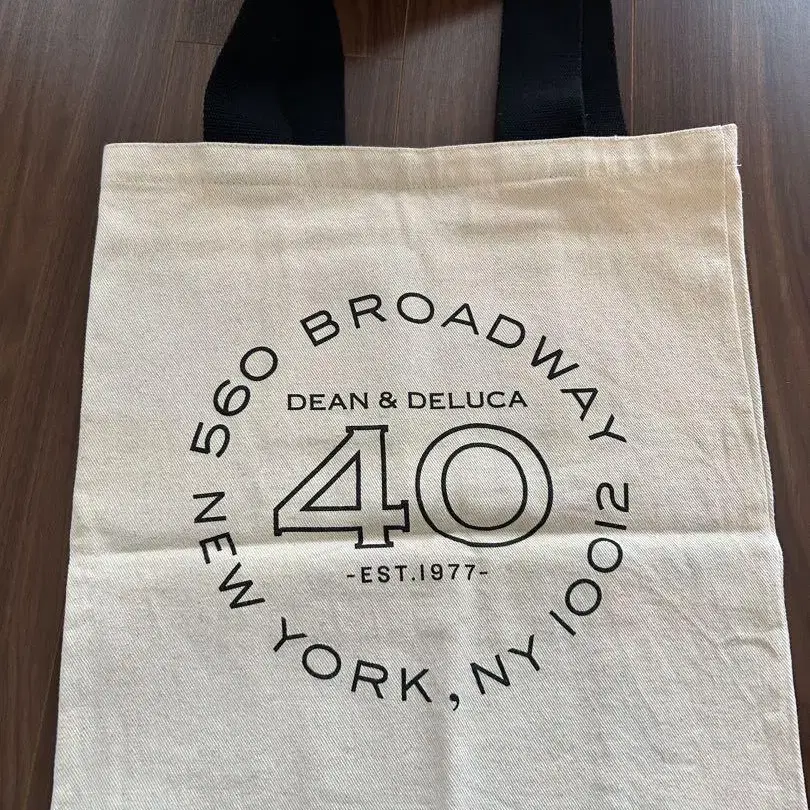 560 BROADWAY
DEAN & DELUCA
40
-EST.1977-
NEW YORK, NY 10012